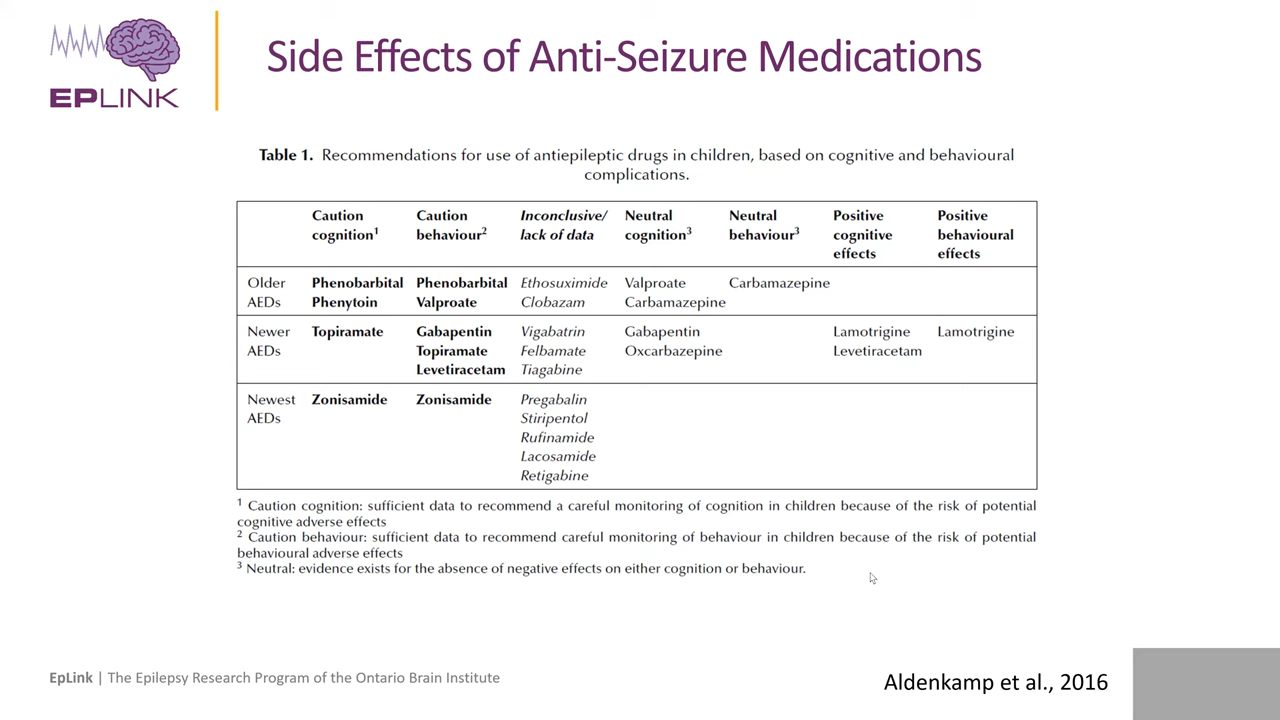 EPLINK
Side Effects of Anti-Seizure Medications
Table 1. Recommendations for use of antiepileptic drugs in children, based on cognitive and behavioural
complications.
Caution cognition¹ Caution behaviour² Inconclusive/ lack of data Neutral cognition³ Neutral behaviour³ Positive cognitive effects Positive behavioural effects
Older AEDs Phenobarbital Phenytoin Phenobarbital Valproate Ethosuximide Clobazam Valproate Carbamazepine Carbamazepine
Newer AEDs Topiramate Gabapentin Topiramate Levetiracetam Vigabatrin Felbamate Tiagabine Gabapentin Oxcarbazepine Lamotrigine Levetiracetam Lamotrigine
Newest AEDs Zonisamide Zonisamide Pregabalin Stiripentol Rufinamide Lacosamide Retigabine
¹ Caution cognition: sufficient data to recommend a careful monitoring of cognition in children because of the risk of potential
cognitive adverse effects
² Caution behaviour: sufficient data to recommend careful monitoring of behaviour in children because of the risk of potential
behavioural adverse effects
³ Neutral: evidence exists for the absence of negative effects on either cognition or behaviour.
EpLink | The Epilepsy Research Program of the Ontario Brain Institute
Aldenkamp et al., 2016